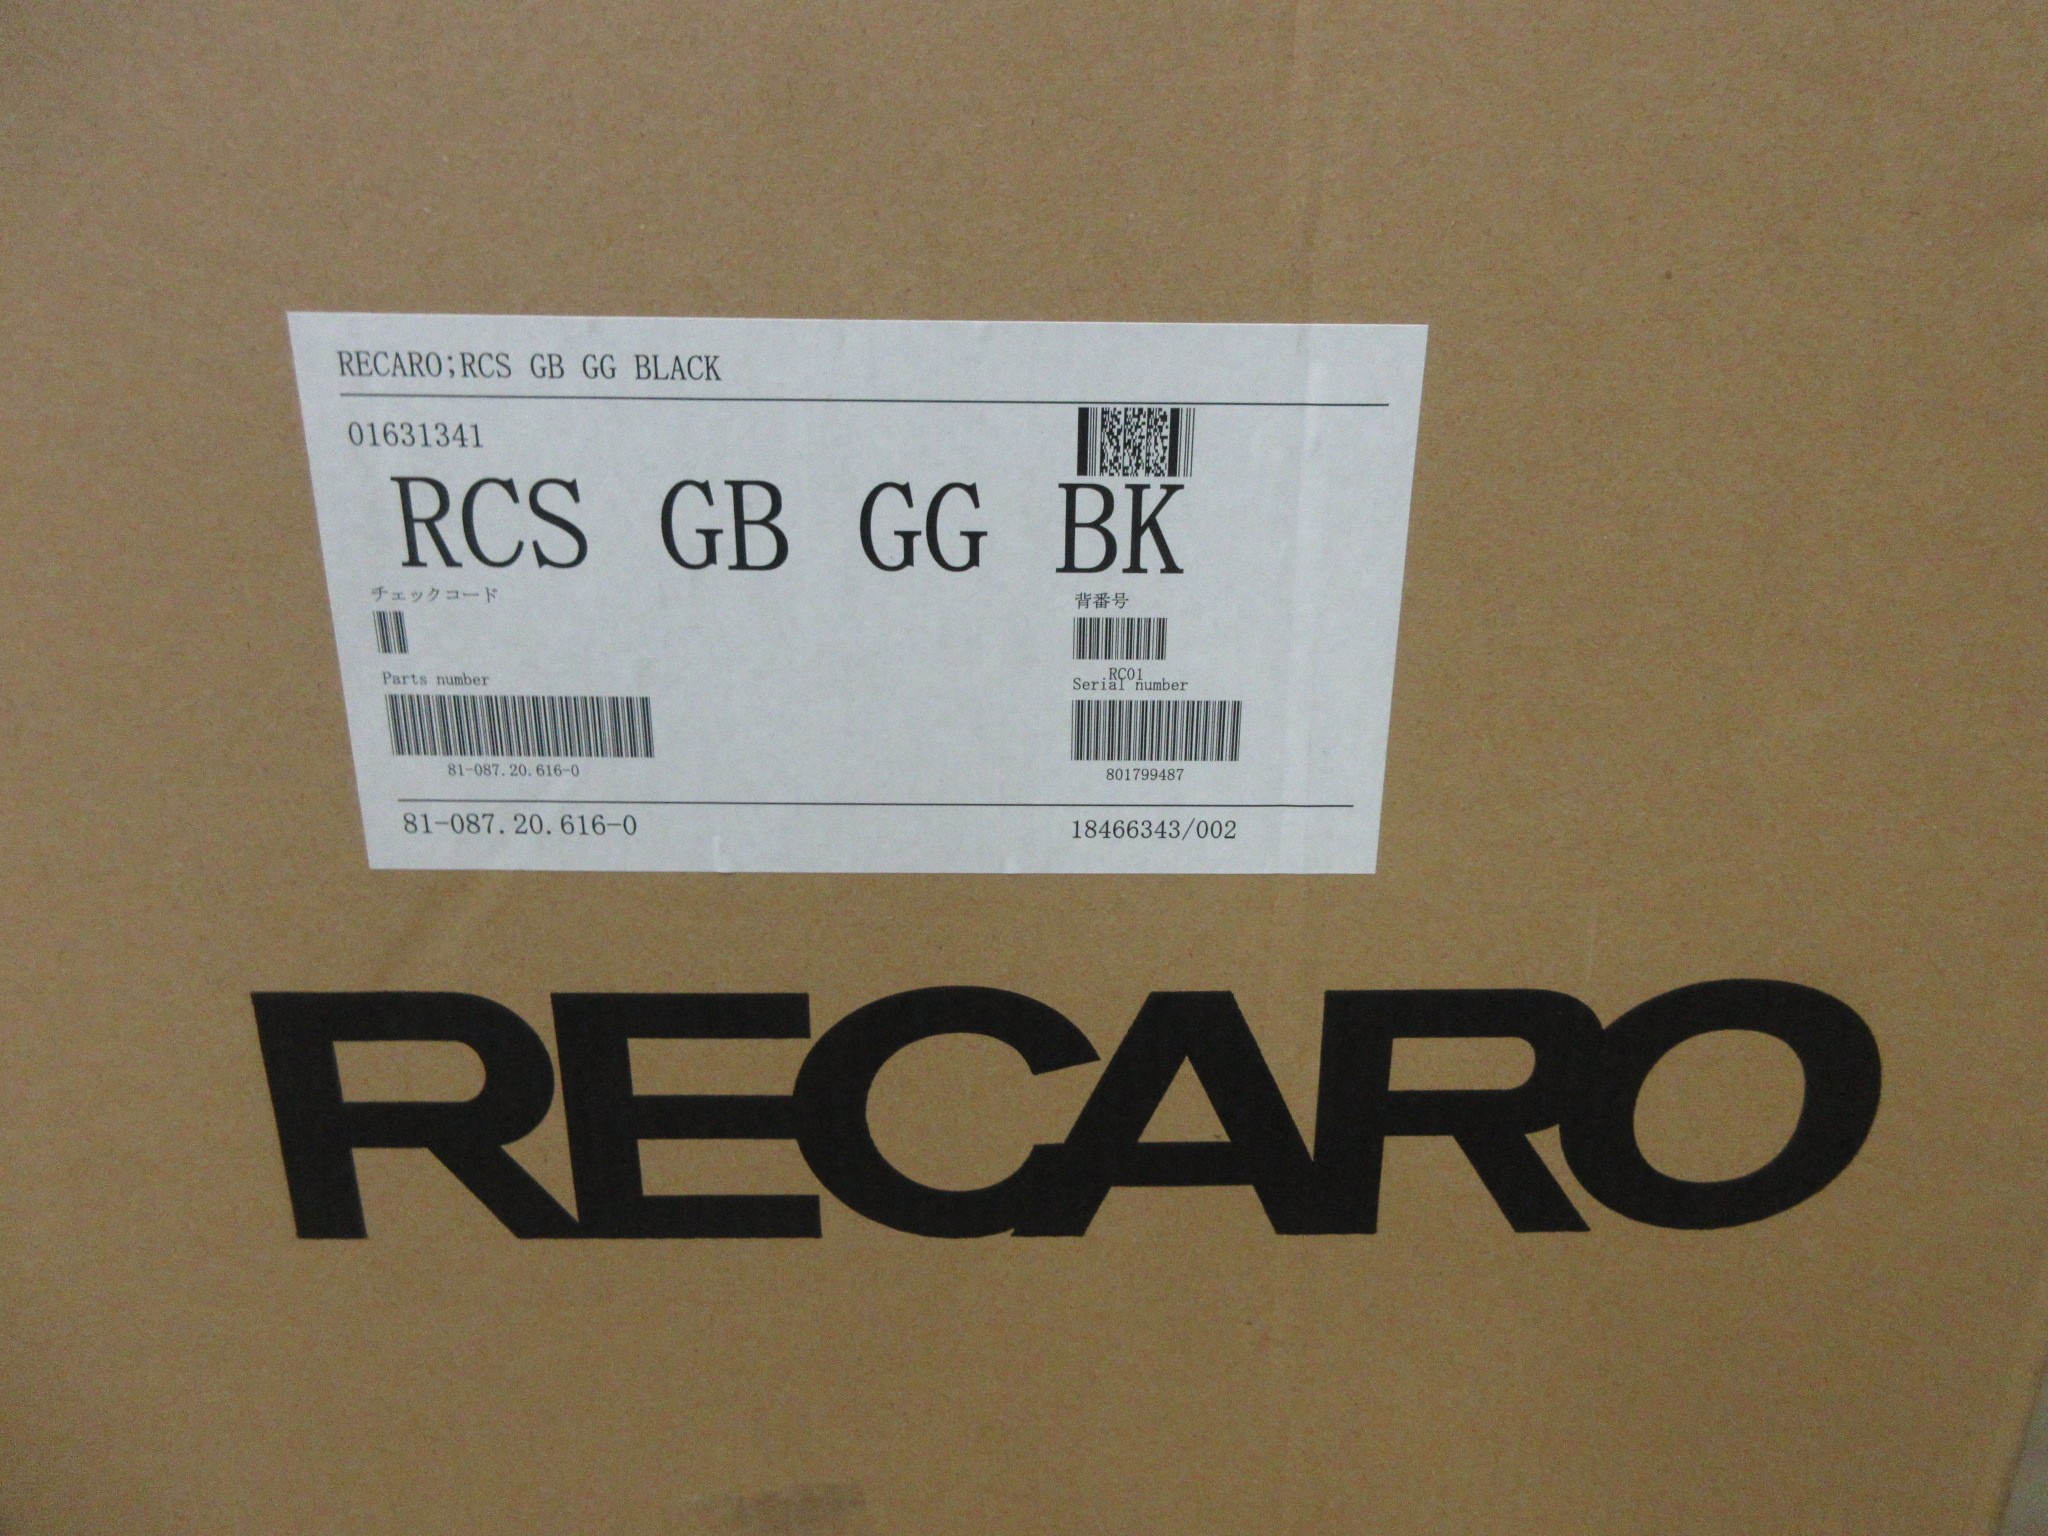 RECARO;RCS GB GG BLACK
01631341
RCS GB GG BK
チェックコード
背番号
RC01
Parts number
Serial number
81-087.20.616-0
801799487
81-087.20.616-0
18466343/002
RECARO